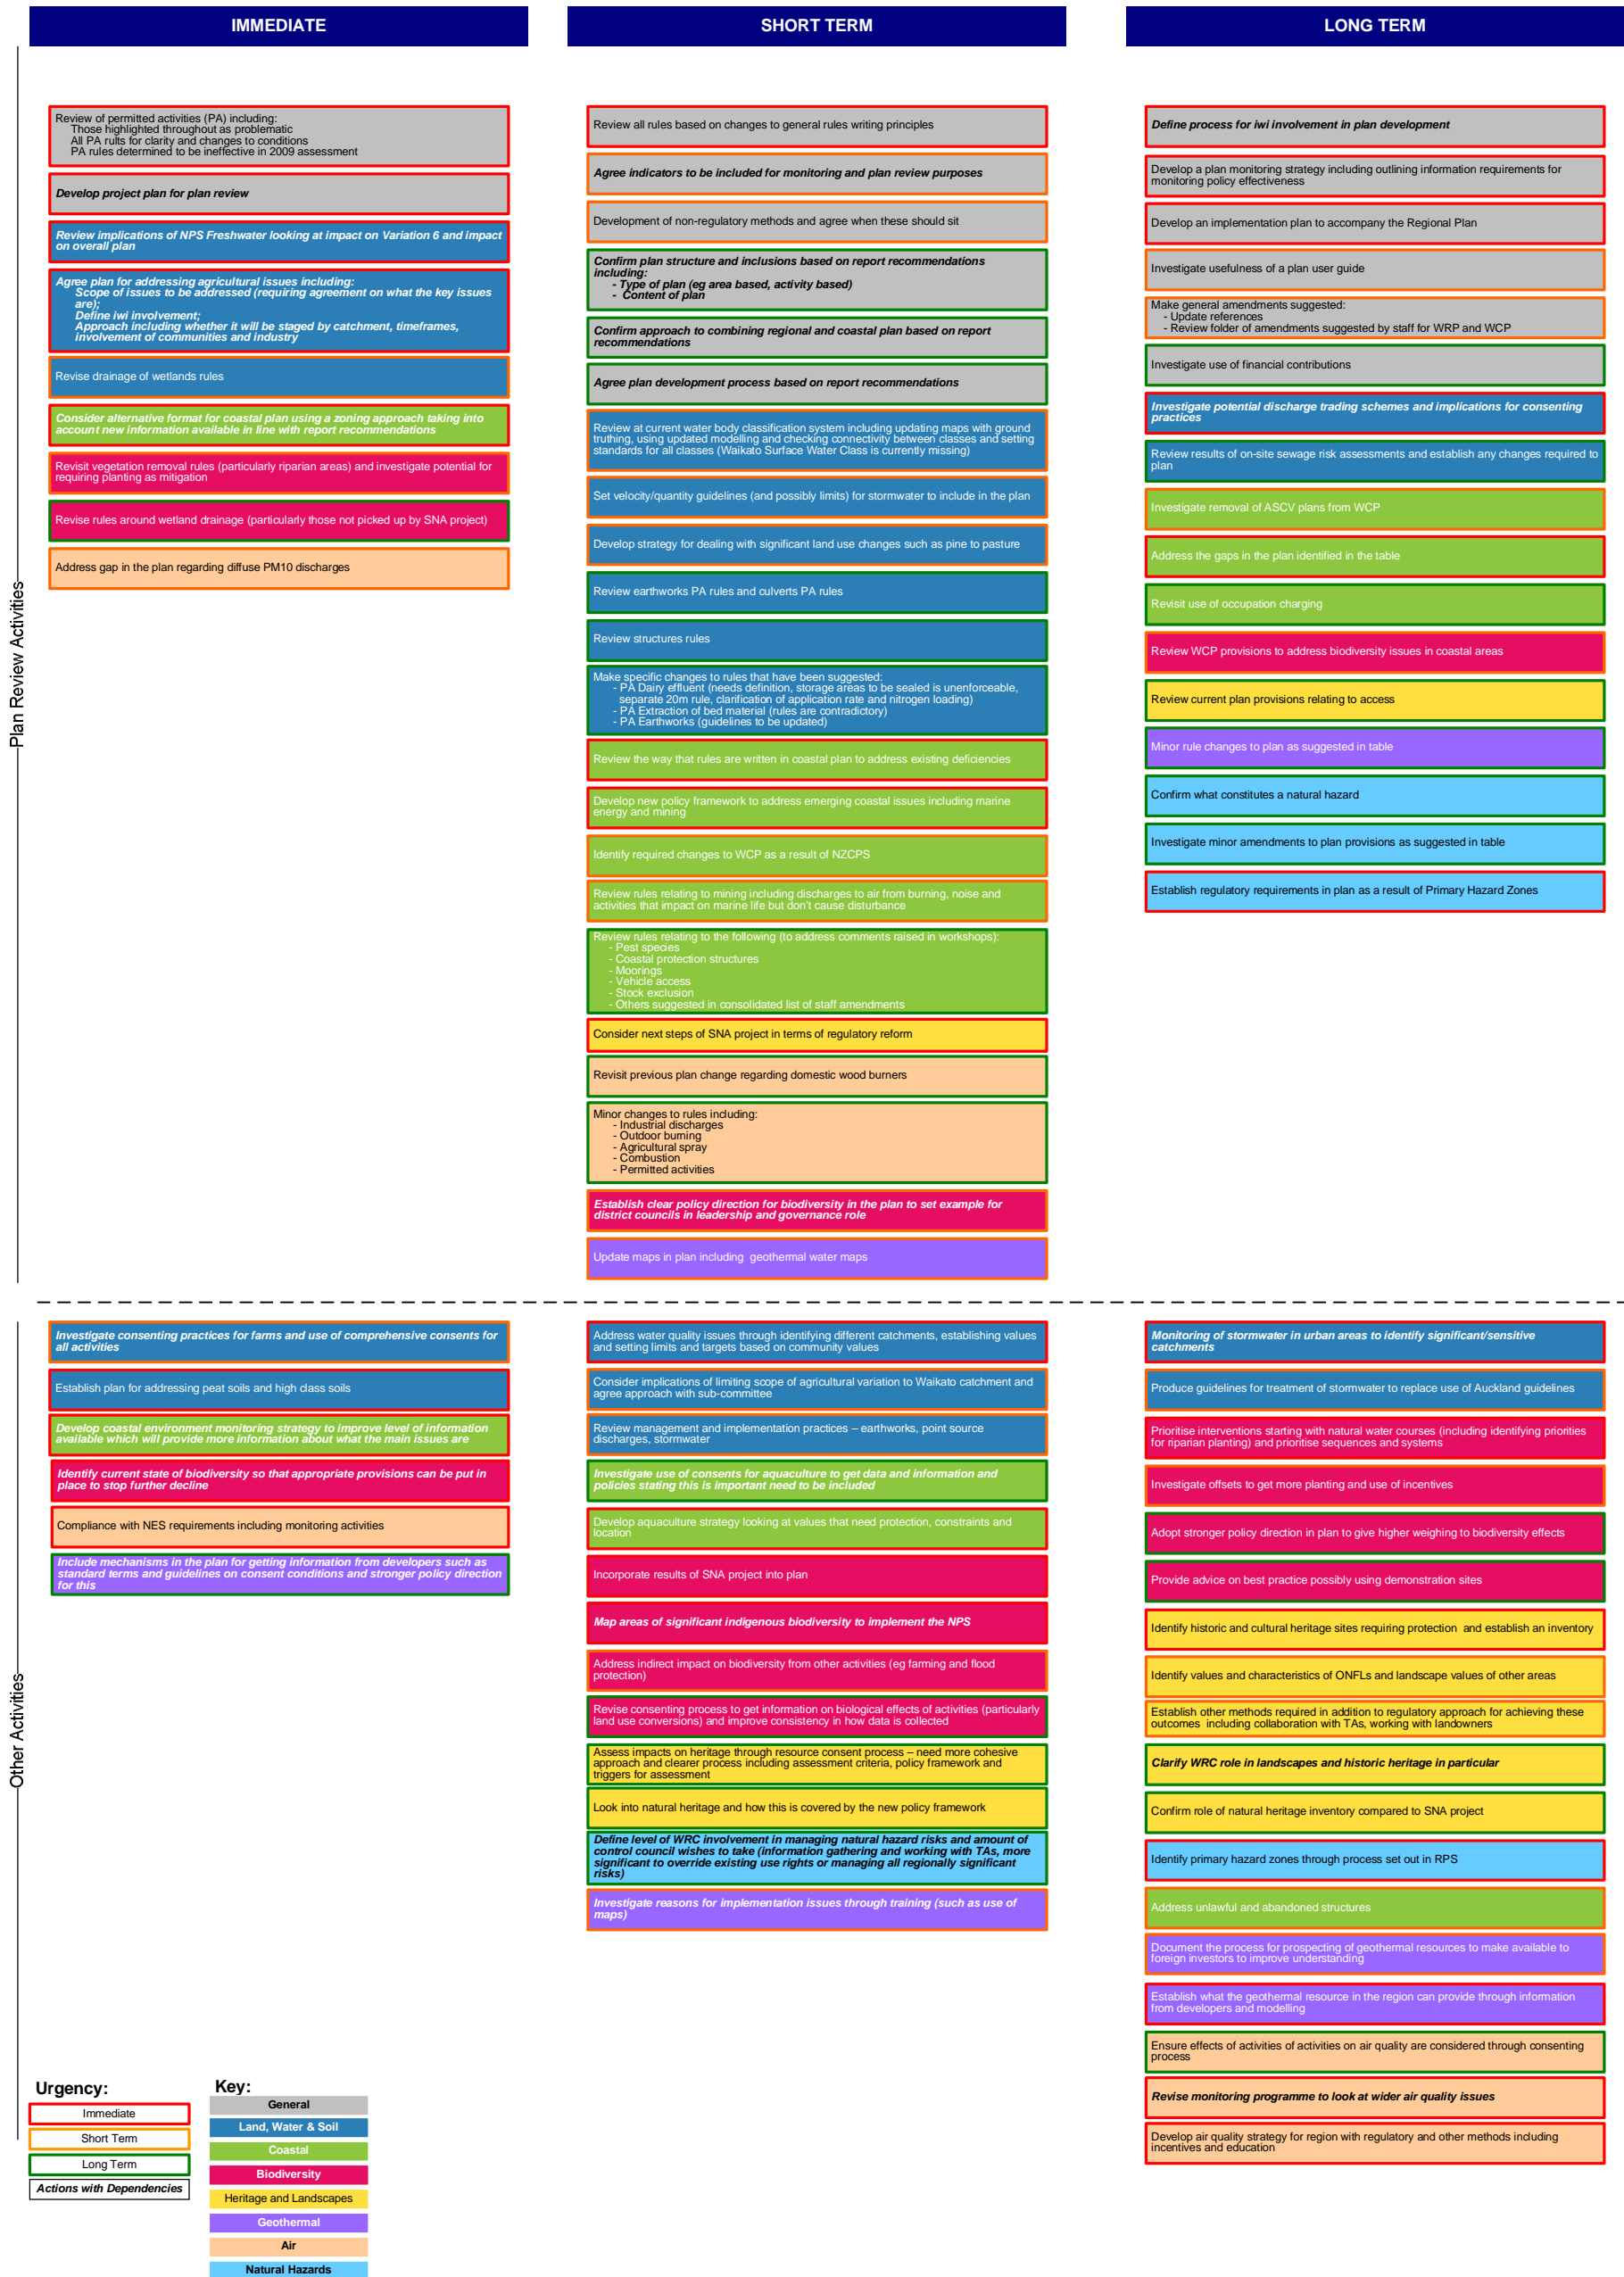 IMMEDIATE
SHORT TERM
LONG TERM
Plan Review Activities
Review of permitted activities (PA) including:
Those highlighted throughout as problematic
All PA rults for clarity and changes to conditions
PA rules determined to be ineffective in 2009 assessment
Develop project plan for plan review
Review implications of NPS Freshwater looking at impact on Variation 6 and impact
on overall plan
Agree plan for addressing agricultural issues including:
Scope of issues to be addressed (requiring agreement on what the key issues
are);
Define iwi involvement;
Approach including whether it will be staged by catchment, timeframes,
involvement of communities and industry
Revise drainage of wetlands rules
Consider alternative format for coastal plan using a zoning approach taking into
account new information available in line with report recommendations
Revisit vegetation removal rules (particularly riparian areas) and investigate potential for
requiring planting as mitigation
Revise rules around wetland drainage (particularly those not picked up by SNA project)
Address gap in the plan regarding diffuse PM10 discharges
Review all rules based on changes to general rules writing principles
Agree indicators to be included for monitoring and plan review purposes
Development of non-regulatory methods and agree when these should sit
Confirm plan structure and inclusions based on report recommendations
including:
- Type of plan (eg area based, activity based)
- Content of plan
Confirm approach to combining regional and coastal plan based on report
recommendations
Agree plan development process based on report recommendations
Review at current water body classification system including updating maps with ground
truthing, using updated modelling and checking connectivity between classes and setting
standards for all classes (Waikato Surface Water Class is currently missing)
Set velocity/quantity guidelines (and possibly limits) for stormwater to include in the plan
Develop strategy for dealing with significant land use changes such as pine to pasture
Review earthworks PA rules and culverts PA rules
Review structures rules
Make specific changes to rules that have been suggested:
- PA Dairy effluent (needs definition, storage areas to be sealed is unenforceable,
separate 20m rule, clarification of application rate and nitrogen loading)
- PA Extraction of bed material (rules are contradictory)
- PA Earthworks (guidelines to be updated)
Review the way that rules are written in coastal plan to address existing deficiencies
Develop new policy framework to address emerging coastal issues including marine
energy and mining
Identify required changes to WCP as a result of NZCPS
Review rules relating to mining including discharges to air from burning, noise and
activities that impact on marine life but don't cause disturbance
Review rules relating to the following (to address comments raised in workshops):
- Pest species
- Coastal protection structures
- Moorings
- Vehicle access
- Stock exclusion
- Others suggested in consolidated list of staff amendments
Consider next steps of SNA project in terms of regulatory reform
Revisit previous plan change regarding domestic wood burners
Minor changes to rules including:
- Industrial discharges
- Outdoor burning
- Agricultural spray
- Combustion
- Permitted activities
Establish clear policy direction for biodiversity in the plan to set example for
district councils in leadership and governance role
Update maps in plan including geothermal water maps
Define process for iwi involvement in plan development
Develop a plan monitoring strategy including outlining information requirements for
monitoring policy effectiveness
Develop an implementation plan to accompany the Regional Plan
Investigate usefulness of a plan user guide
Make general amendments suggested:
- Update references
- Review folder of amendments suggested by staff for WRP and WCP
Investigate use of financial contributions
Investigate potential discharge trading schemes and implications for consenting
practices
Review results of on-site sewage risk assessments and establish any changes required to
plan
Investigate removal of ASCV plans from WCP
Address the gaps in the plan identified in the table
Revisit use of occupation charging
Review WCP provisions to address biodiversity issues in coastal areas
Review current plan provisions relating to access
Minor rule changes to plan as suggested in table
Confirm what constitutes a natural hazard
Investigate minor amendments to plan provisions as suggested in table
Establish regulatory requirements in plan as a result of Primary Hazard Zones
Other Activities
Investigate consenting practices for farms and use of comprehensive consents for
all activities
Establish plan for addressing peat soils and high class soils
Develop coastal environment monitoring strategy to improve level of information
available which will provide more information about what the main issues are
Identify current state of biodiversity so that appropriate provisions can be put in
place to stop further decline
Compliance with NES requirements including monitoring activities
Include mechanisms in the plan for getting information from developers such as
standard terms and guidelines on consent conditions and stronger policy direction
for this
Address water quality issues through identifying different catchments, establishing values
and setting limits and targets based on community values
Consider implications of limiting scope of agricultural variation to Waikato catchment and
agree approach with sub-committee
Review management and implementation practices – earthworks, point source
discharges, stormwater
Investigate use of consents for aquaculture to get data and information and
policies stating this is important need to be included
Develop aquaculture strategy looking at values that need protection, constraints and
location
Incorporate results of SNA project into plan
Map areas of significant indigenous biodiversity to implement the NPS
Address indirect impact on biodiversity from other activities (eg farming and flood
protection)
Revise consenting process to get information on biological effects of activities (particularly
land use conversions) and improve consistency in how data is collected
Assess impacts on heritage through resource consent process – need more cohesive
approach and clearer process including assessment criteria, policy framework and
triggers for assessment
Look into natural heritage and how this is covered by the new policy framework
Define level of WRC involvement in managing natural hazard risks and amount of
control council wishes to take (information gathering and working with TAs, more
significant to override existing use rights or managing all regionally significant
risks)
Investigate reasons for implementation issues through training (such as use of
maps)
Monitoring of stormwater in urban areas to identify significant/sensitive
catchments
Produce guidelines for treatment of stormwater to replace use of Auckland guidelines
Prioritise interventions starting with natural water courses (including identifying priorities
for riparian planting) and prioritise sequences and systems
Investigate offsets to get more planting and use of incentives
Adopt stronger policy direction in plan to give higher weighing to biodiversity effects
Provide advice on best practice possibly using demonstration sites
Identify historic and cultural heritage sites requiring protection and establish an inventory
Identify values and characteristics of ONFLs and landscape values of other areas
Establish other methods required in addition to regulatory approach for achieving these
outcomes including collaboration with TAs, working with landowners
Clarify WRC role in landscapes and historic heritage in particular
Confirm role of natural heritage inventory compared to SNA project
Identify primary hazard zones through process set out in RPS
Address unlawful and abandoned structures
Document the process for prospecting of geothermal resources to make available to
foreign investors to improve understanding
Establish what the geothermal resource in the region can provide through information
from developers and modelling
Ensure effects of activities of activities on air quality are considered through consenting
process
Revise monitoring programme to look at wider air quality issues
Develop air quality strategy for region with regulatory and other methods including
incentives and education
Urgency:
Immediate
Short Term
Long Term
Actions with Dependencies
Key:
General
Land, Water & Soil
Coastal
Biodiversity
Heritage and Landscapes
Geothermal
Air
Natural Hazards